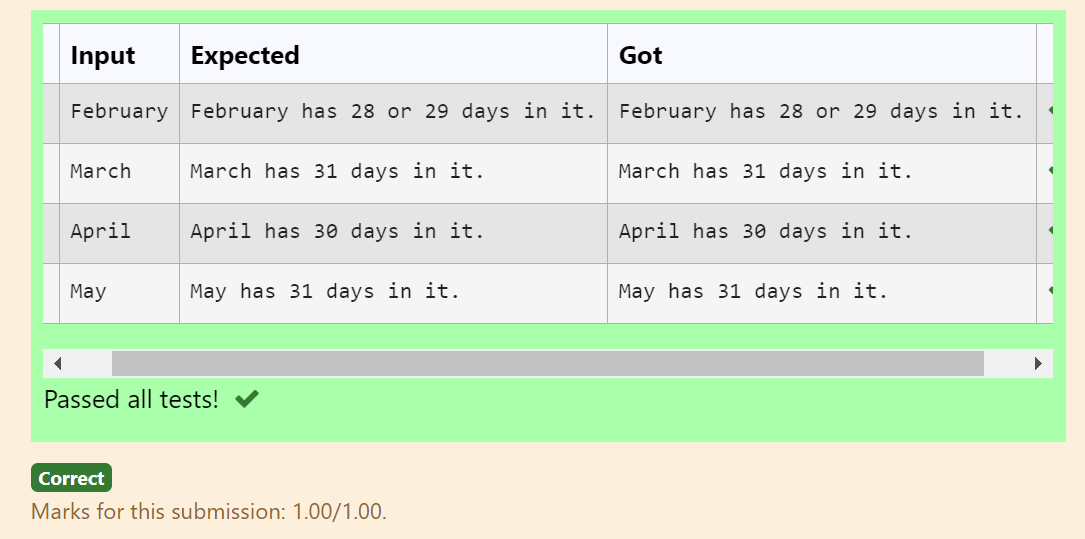 Input Expected Got
February February has 28 or 29 days in it. February has 28 or 29 days in it.
March March has 31 days in it. March has 31 days in it.
April April has 30 days in it. April has 30 days in it.
May May has 31 days in it. May has 31 days in it.
Passed all tests!
Correct
Marks for this submission: 1.00/1.00.